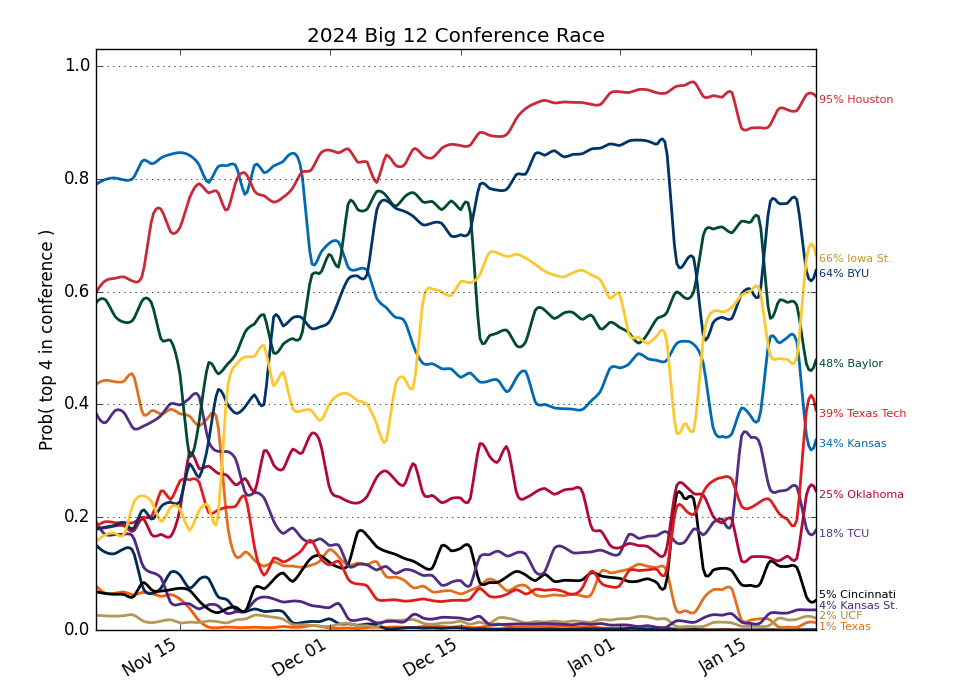 2024 Big 12 Conference Race
Prob( top 4 in conference )
1.0
0.8
0.6
0.4
0.2
0.0
Nov 15
Dec 01
Dec 15
Jan 01
Jan 15
95% Houston
66% Iowa St.
64% BYU
48% Baylor
39% Texas Tech
34% Kansas
25% Oklahoma
18% TCU
5% Cincinnati
4% Kansas St.
2% UCF
1% Texas